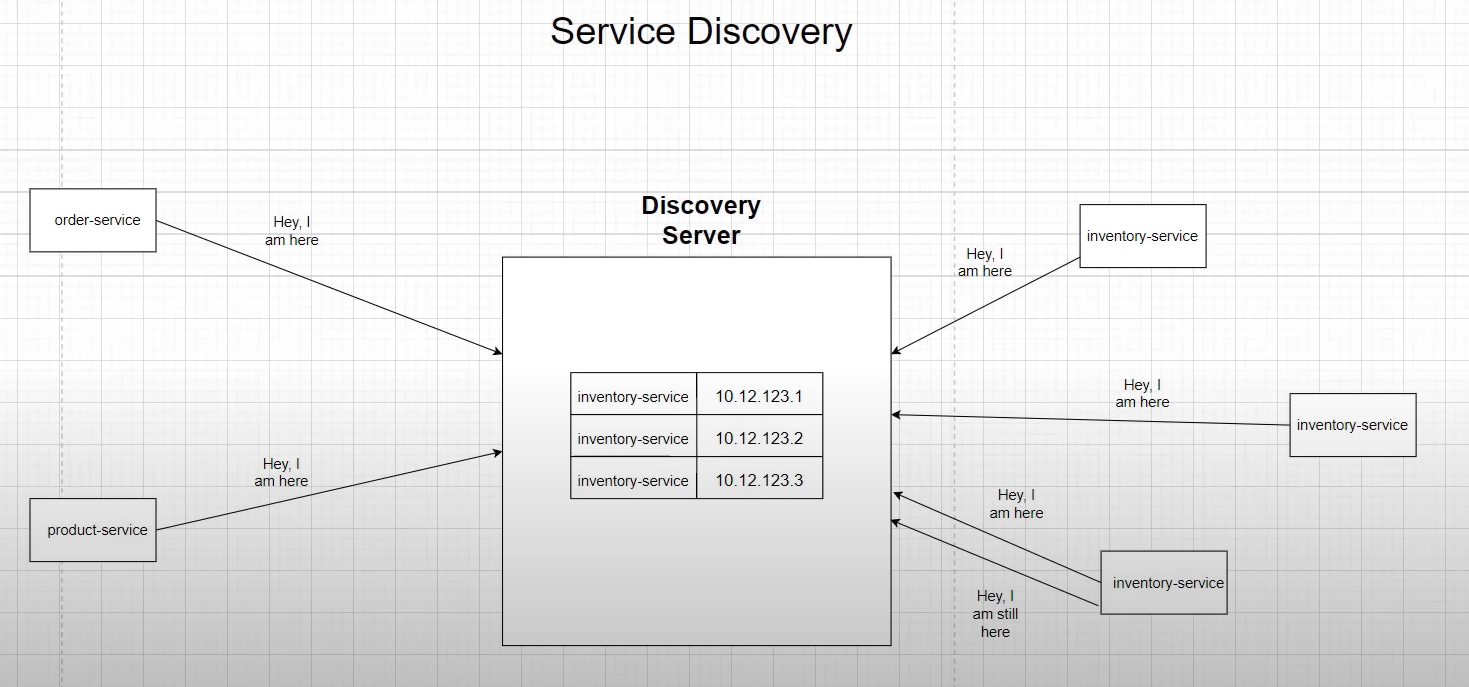 Service Discovery
order-service
Hey, I
am here
Discovery
Server
Hey, I
am here
inventory-service
inventory-service 10.12.123.1
inventory-service 10.12.123.2
inventory-service 10.12.123.3
Hey, I
am here
inventory-service
Hey, I
am here
product-service
Hey, I
am here
inventory-service
Hey, I
am still
here